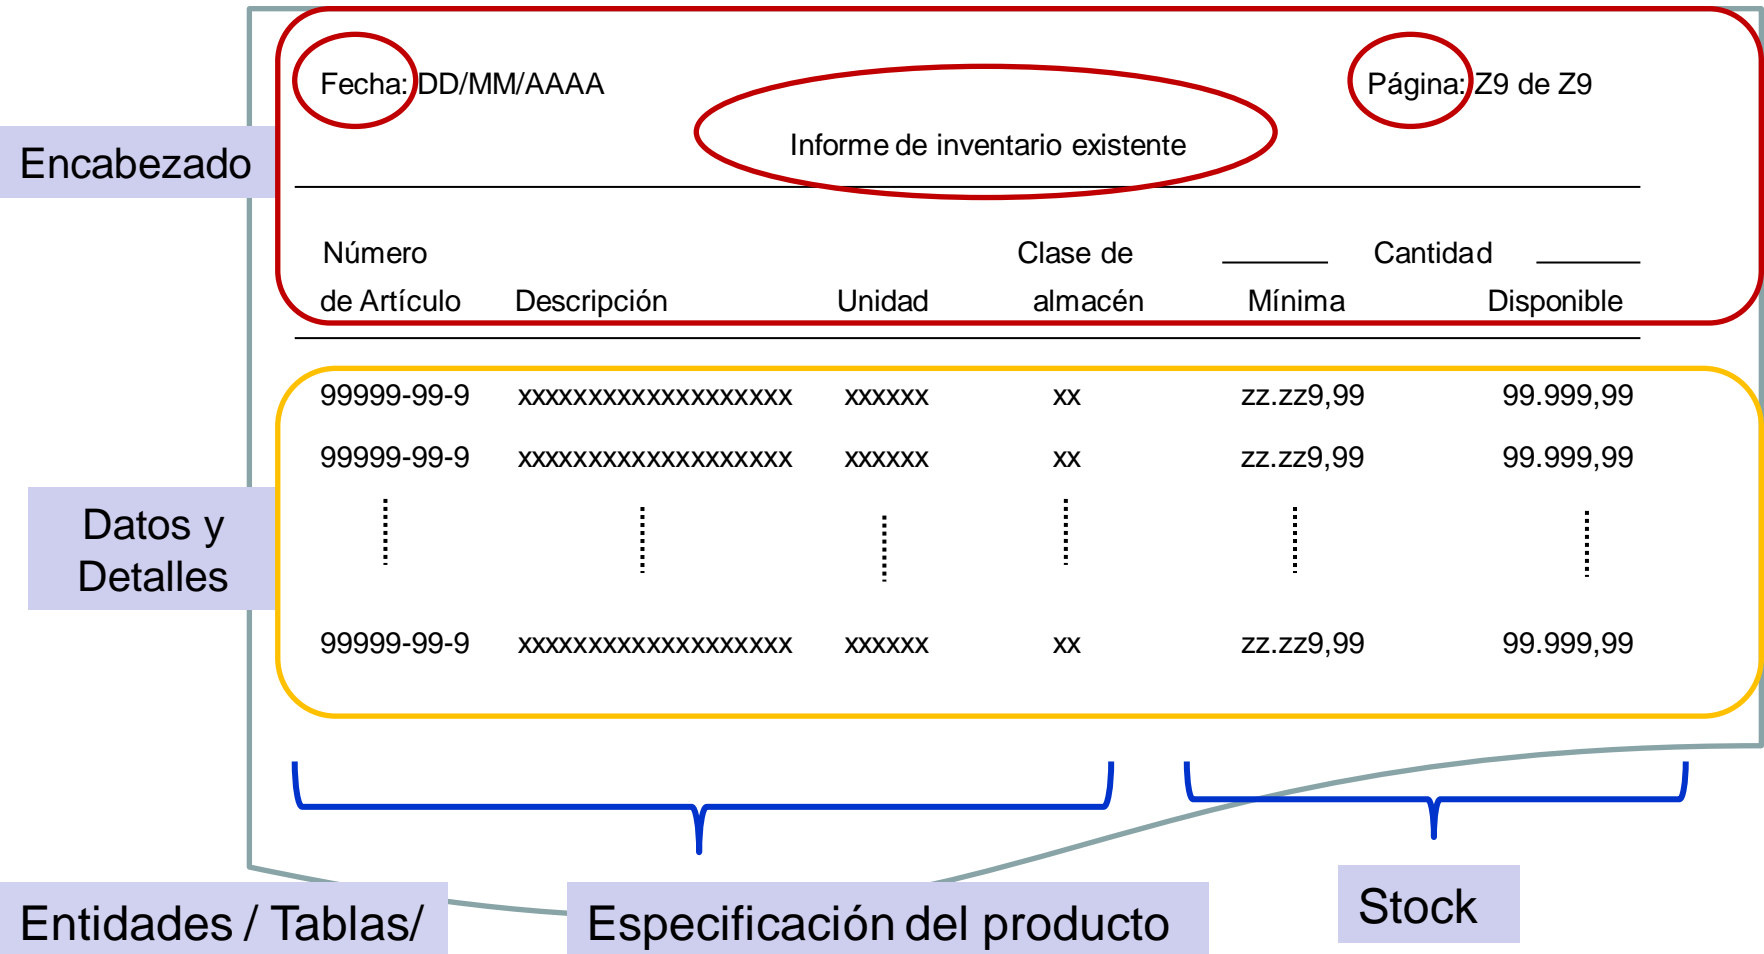 Fecha: DD/MM/AAAA Página: Z9 de Z9
Informe de inventario existente
Encabezado
Número Clase de Cantidad
de Artículo Descripción Unidad almacén Mínima Disponible
99999-99-9 xxxxxxxxxxxxxxxxxxx xxxxxx xx zz.zz9,99 99.999,99
99999-99-9 xxxxxxxxxxxxxxxxxxx xxxxxx xx zz.zz9,99 99.999,99
Datos y
Detalles
99999-99-9 xxxxxxxxxxxxxxxxxxx xxxxxx xx zz.zz9,99 99.999,99
Entidades / Tablas/ Especificación del producto Stock